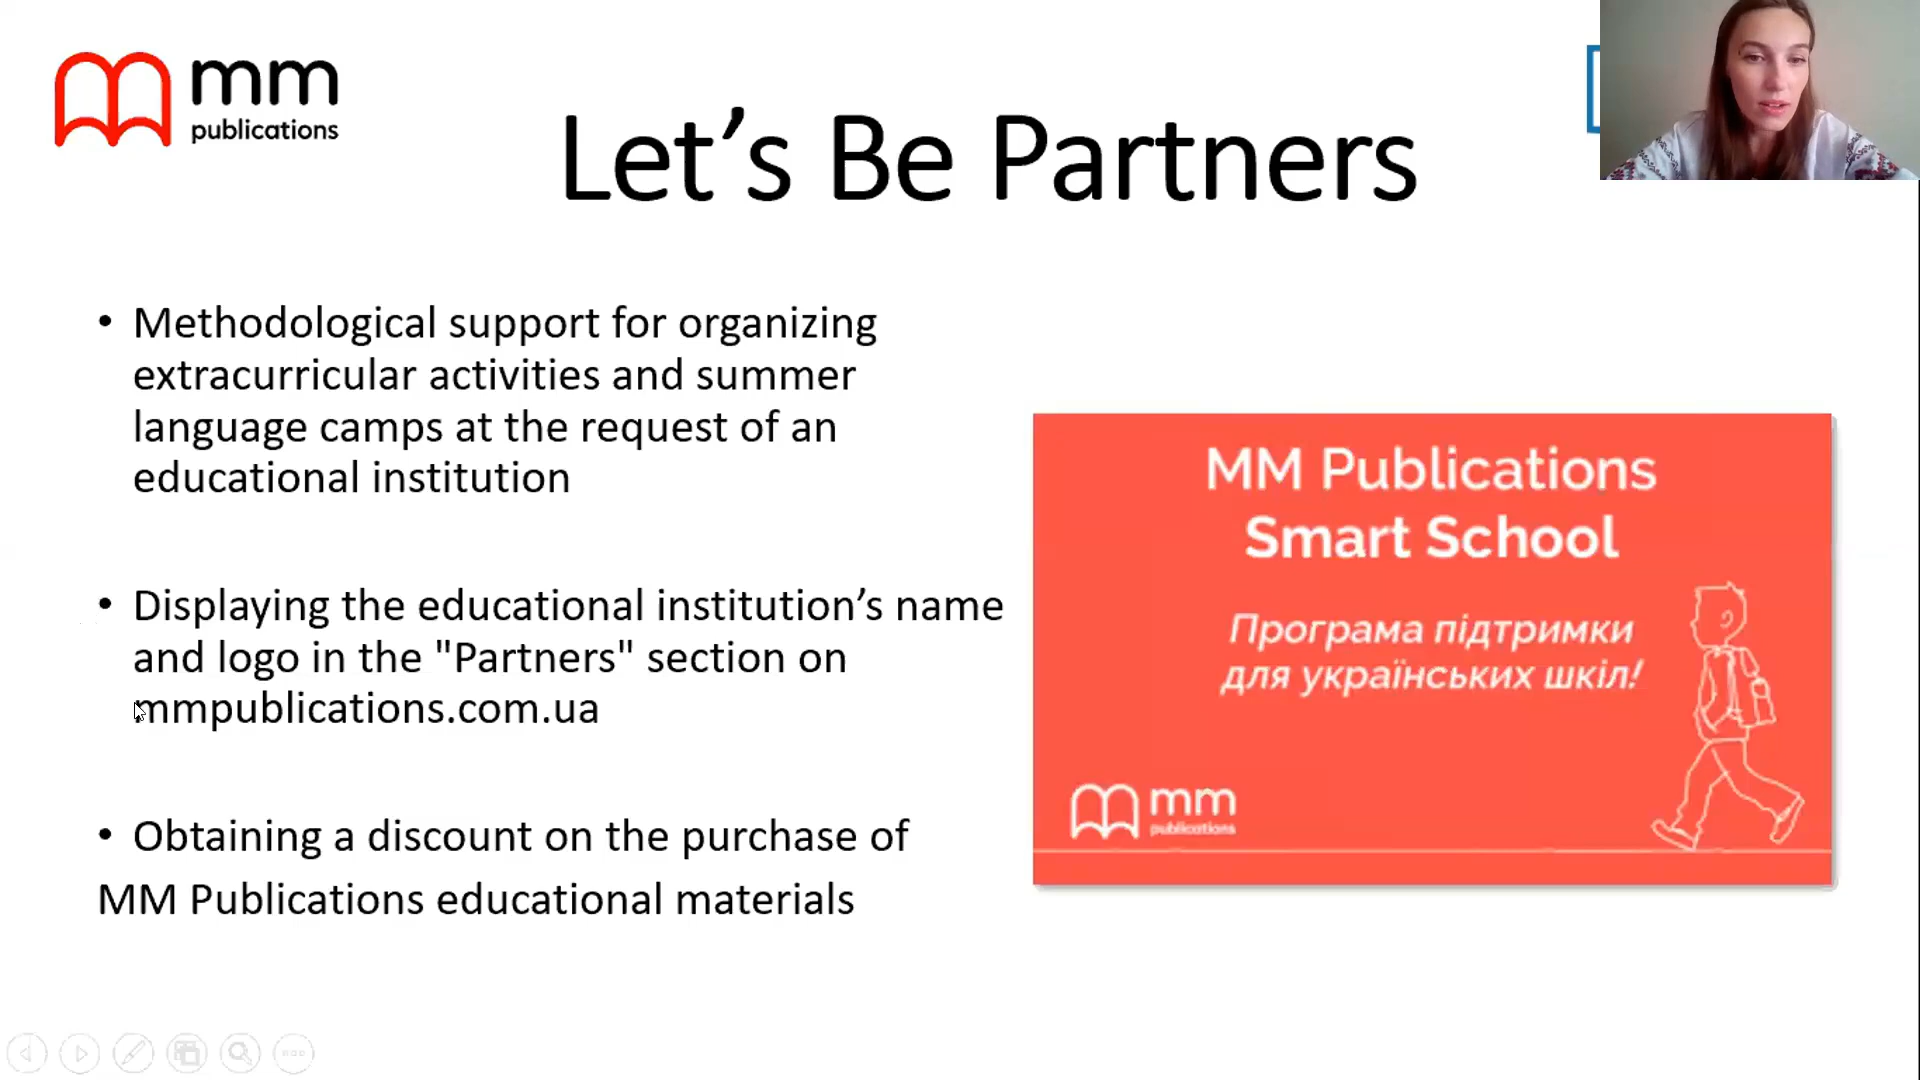 mm
publications
Let’s Be Partners
• Methodological support for organizing
extracurricular activities and summer
language camps at the request of an
educational institution
• Displaying the educational institution’s name
and logo in the "Partners" section on
mmpublications.com.ua
• Obtaining a discount on the purchase of
MM Publications educational materials
MM Publications
Smart School
Програма підтримки
для українських шкіл!
mm
publications